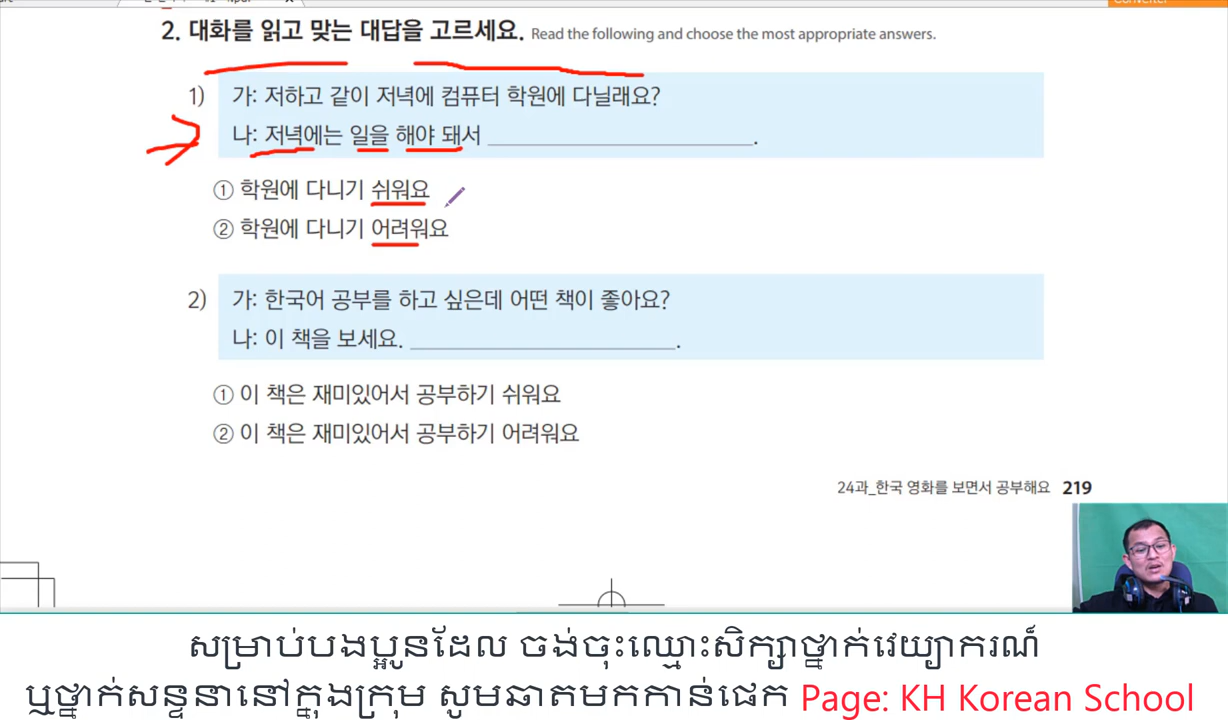 Converter
2. 대화를 읽고 맞는 대답을 고르세요. Read the following and choose the most appropriate answers.
1) 가: 저하고 같이 저녁에 컴퓨터 학원에 다닐래요?
나: 저녁에는 일을 해야 돼서 ______________________.
① 학원에 다니기 쉬워요
② 학원에 다니기 어려워요
2) 가: 한국어 공부를 하고 싶은데 어떤 책이 좋아요?
나: 이 책을 보세요. ______________________.
① 이 책은 재미있어서 공부하기 쉬워요
② 이 책은 재미있어서 공부하기 어려워요
24과_한국 영화를 보면서 공부해요 219
សម្រាប់បងប្អូនដែល ចង់ចុះឈ្មោះសិក្សាថ្នាក់វេយ្យាករណ៍
ឬថ្នាក់សន្ទនានៅក្នុងក្រុម សូមឆាតមកកាន់ផេក Page: KH Korean School